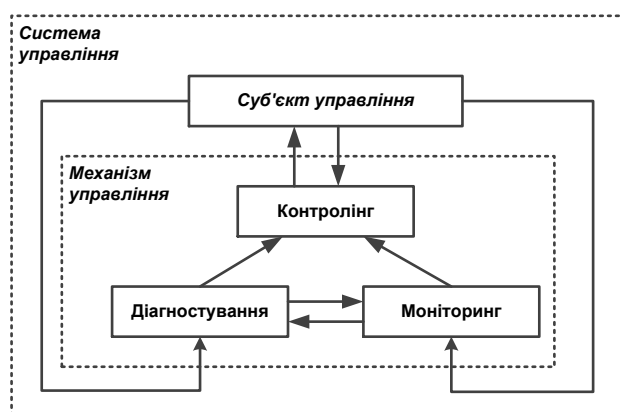 Система
управління
Суб'єкт управління
Механізм
управління
Контролінг
Діагностування
Моніторинг